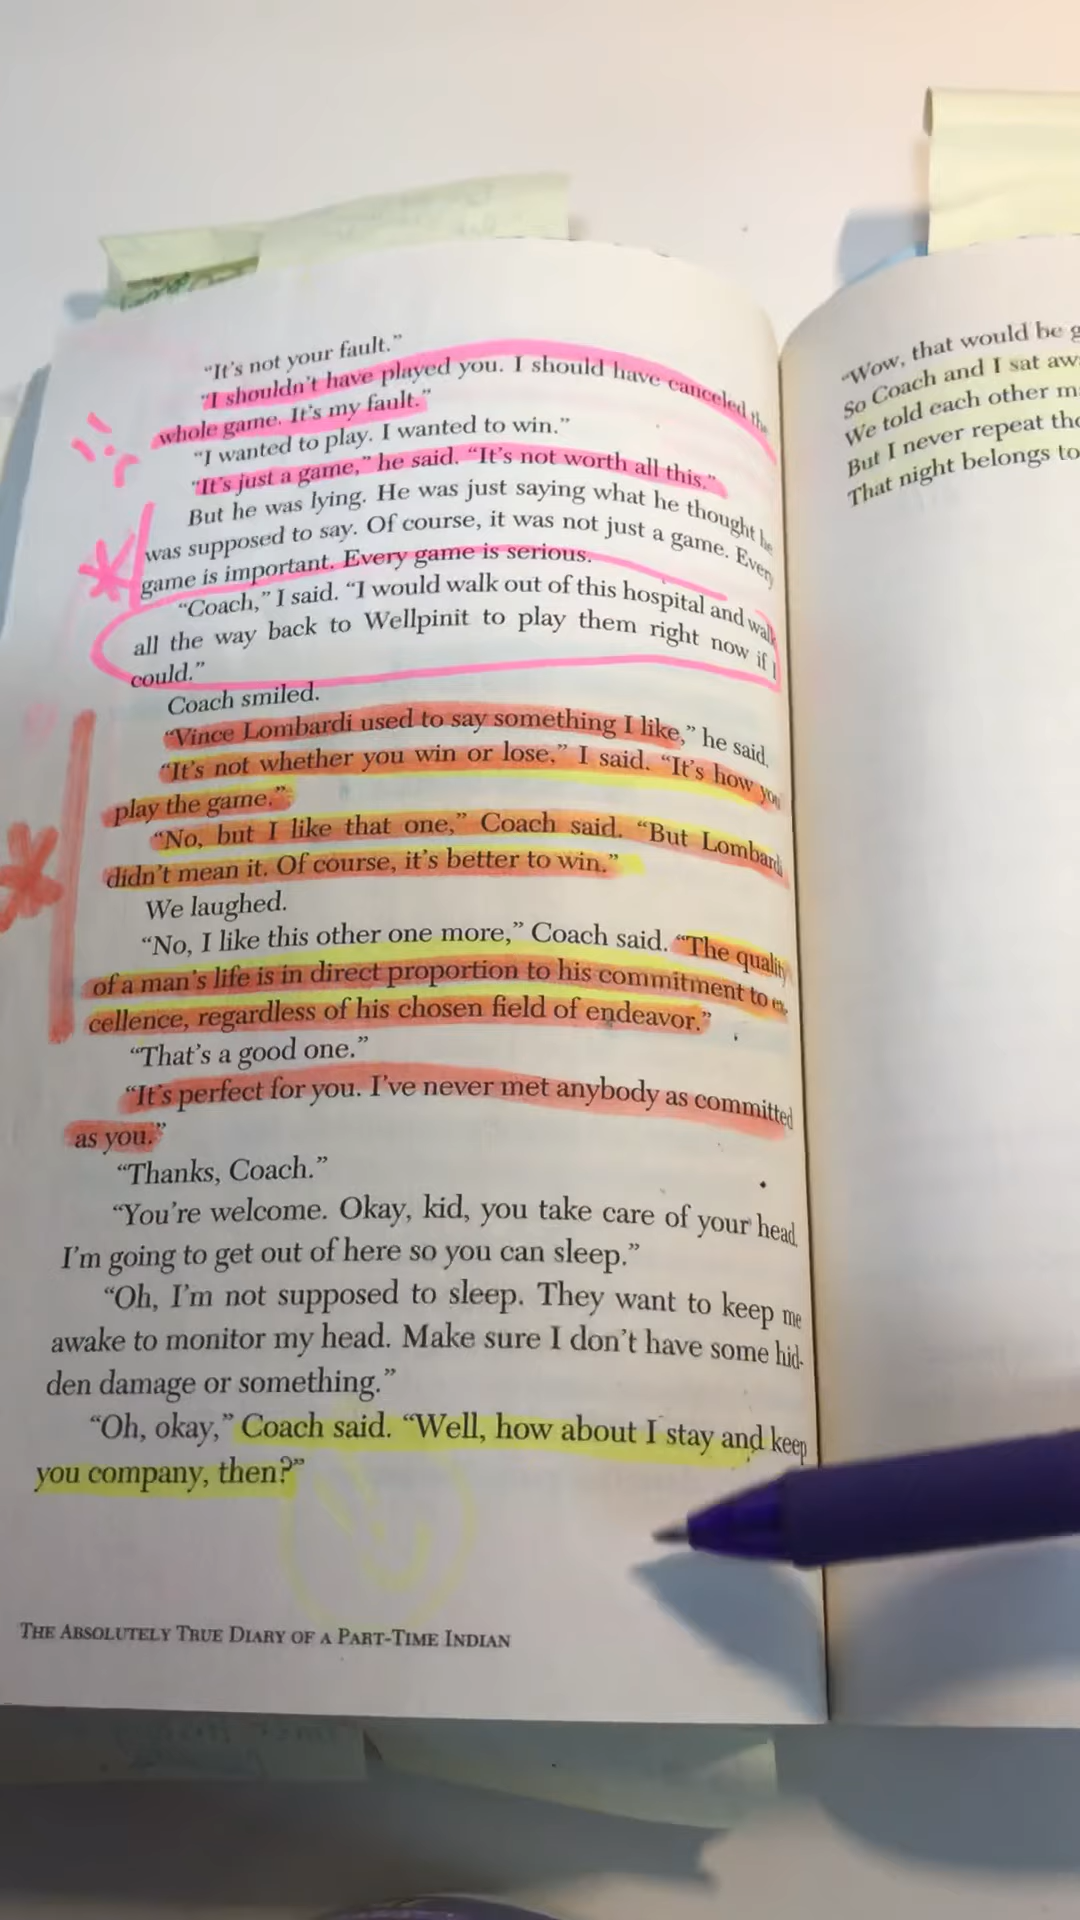 “It’s not your fault.”
“I shouldn’t have played you. I should have canceled the
whole game. It’s my fault.”
“I wanted to play. I wanted to win.”
“It’s just a game,” he said. “It’s not worth all this.”
But he was lying. He was just saying what he thought he
was supposed to say. Of course, it was not just a game. Every
game is important. Every game is serious.
“Coach,” I said. “I would walk out of this hospital and walk
all the way back to Wellpinit to play them right now if I
could.”
Coach smiled.
“Vince Lombardi used to say something I like,” he said.
“It’s not whether you win or lose,” I said. “It’s how you
play the game.”
“No, but I like that one,” Coach said. “But Lombardi
didn’t mean it. Of course, it’s better to win.”
We laughed.
“No, I like this other one more,” Coach said. “The quality
of a man’s life is in direct proportion to his commitment to ex-
cellence, regardless of his chosen field of endeavor.”
“That’s a good one.”
“It’s perfect for you. I’ve never met anybody as committed
as you.”
“Thanks, Coach.”
“You’re welcome. Okay, kid, you take care of your head.
I’m going to get out of here so you can sleep.”
“Oh, I’m not supposed to sleep. They want to keep me
awake to monitor my head. Make sure I don’t have some hid-
den damage or something.”
“Oh, okay,” Coach said. “Well, how about I stay and keep
you company, then?”
THE ABSOLUTELY TRUE DIARY OF A PART-TIME INDIAN
“Wow, that would be g
So Coach and I sat aw
We told each other m
But I never repeat tho
That night belongs to